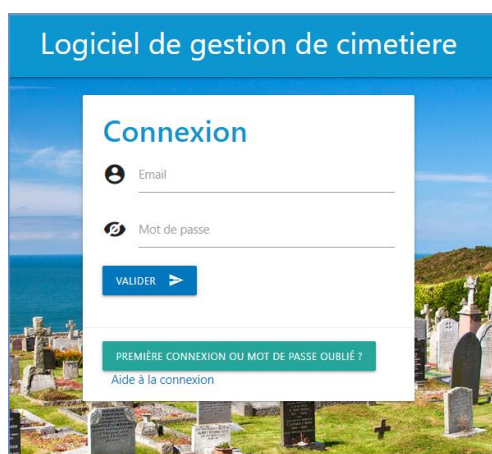 Logiciel de gestion de cimetiere
Connexion
Email
Mot de passe
VALIDER
PREMIÈRE CONNEXION OU MOT DE PASSE OUBLIÉ ?
Aide à la connexion